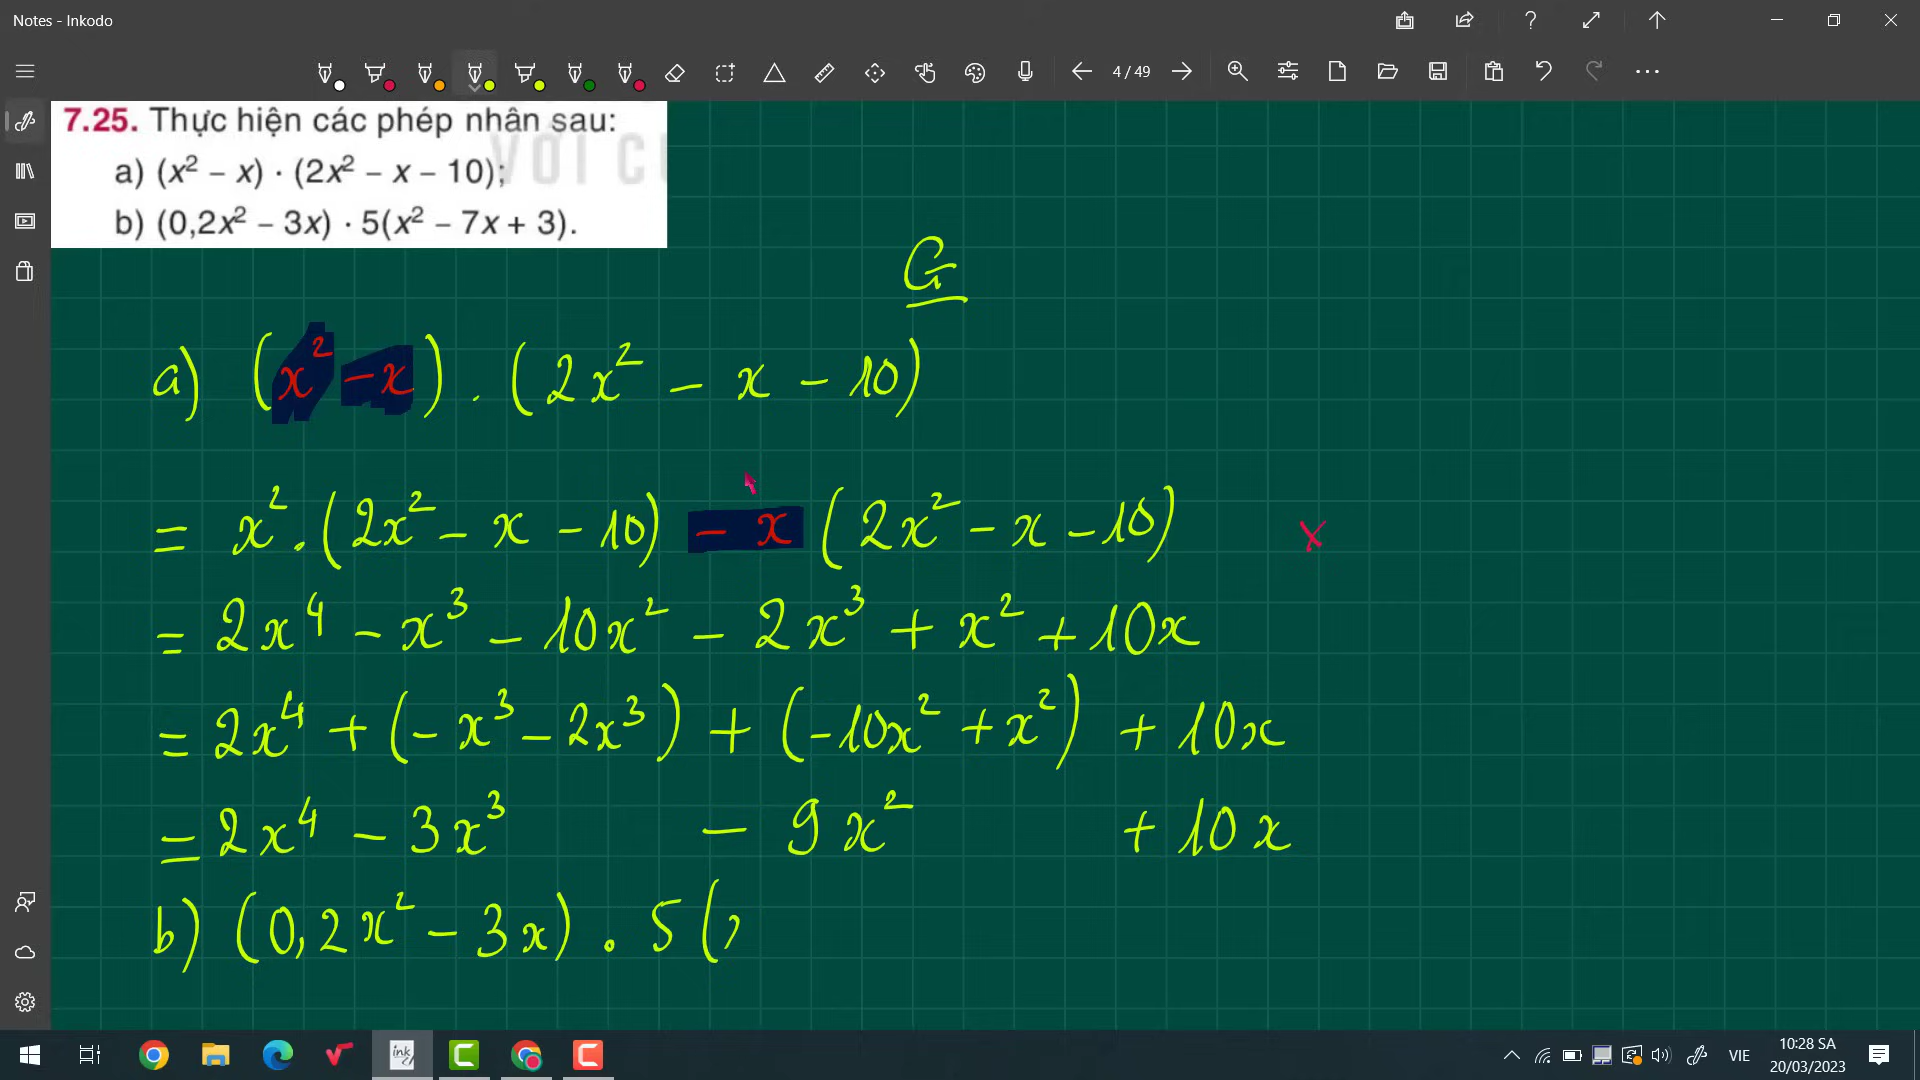 Notes - Inkodo
4 / 49
7.25. Thực hiện các phép nhân sau:
VỚI C
a) (x² – x) · (2x² – x – 10);
b) (0,2x² – 3x) · 5(x² – 7x + 3).
G
a) (x² - x) . (2x² - x - 10)
= x² . (2x² - x - 10) - x (2x² - x - 10) x
= 2x⁴ - x³ - 10x² - 2x³ + x² + 10x
= 2x⁴ + (-x³ - 2x³) + (-10x² + x²) + 10x
= 2x⁴ - 3x³ - 9x² + 10x
b) (0,2x² - 3x) . 5 (
ink
VIE
10:28 SA
20/03/2023